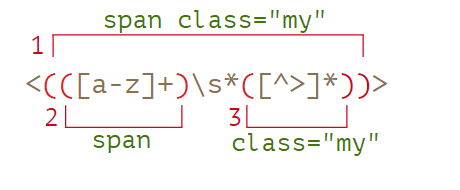 span class="my"
1
<(([a-z]+)\s*([^>]*))>
2 3
span class="my"